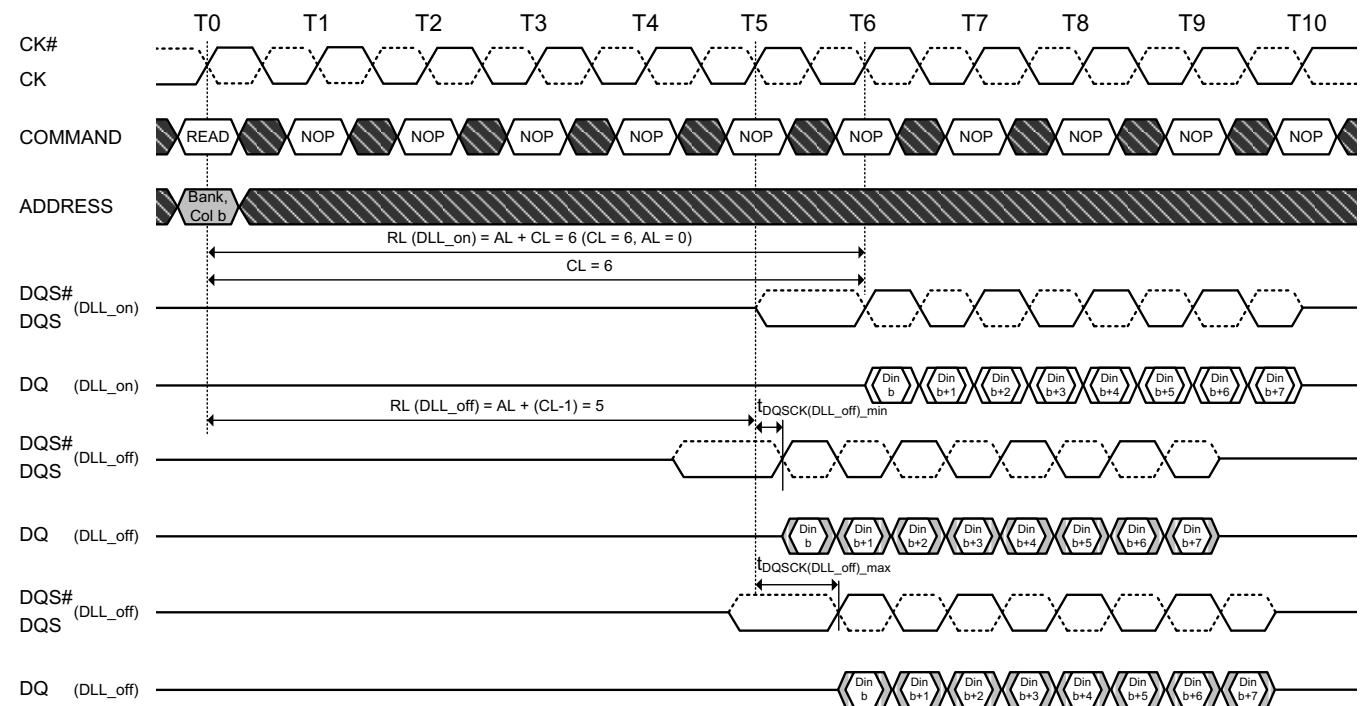 T0 T1 T2 T3 T4 T5 T6 T7 T8 T9 T10
CK#
CK
COMMAND READ NOP NOP NOP NOP NOP NOP NOP NOP NOP NOP
ADDRESS Bank,
Col b
RL (DLL_on) = AL + CL = 6 (CL = 6, AL = 0)
CL = 6
DQS# (DLL_on)
DQS
DQ (DLL_on) Din b Din b+1 Din b+2 Din b+3 Din b+4 Din b+5 Din b+6 Din b+7
RL (DLL_off) = AL + (CL-1) = 5
tDQSCK(DLL_off)_min
DQS# (DLL_off)
DQS
DQ (DLL_off) Din b Din b+1 Din b+2 Din b+3 Din b+4 Din b+5 Din b+6 Din b+7
tDQSCK(DLL_off)_max
DQS# (DLL_off)
DQS
DQ (DLL_off) Din b Din b+1 Din b+2 Din b+3 Din b+4 Din b+5 Din b+6 Din b+7